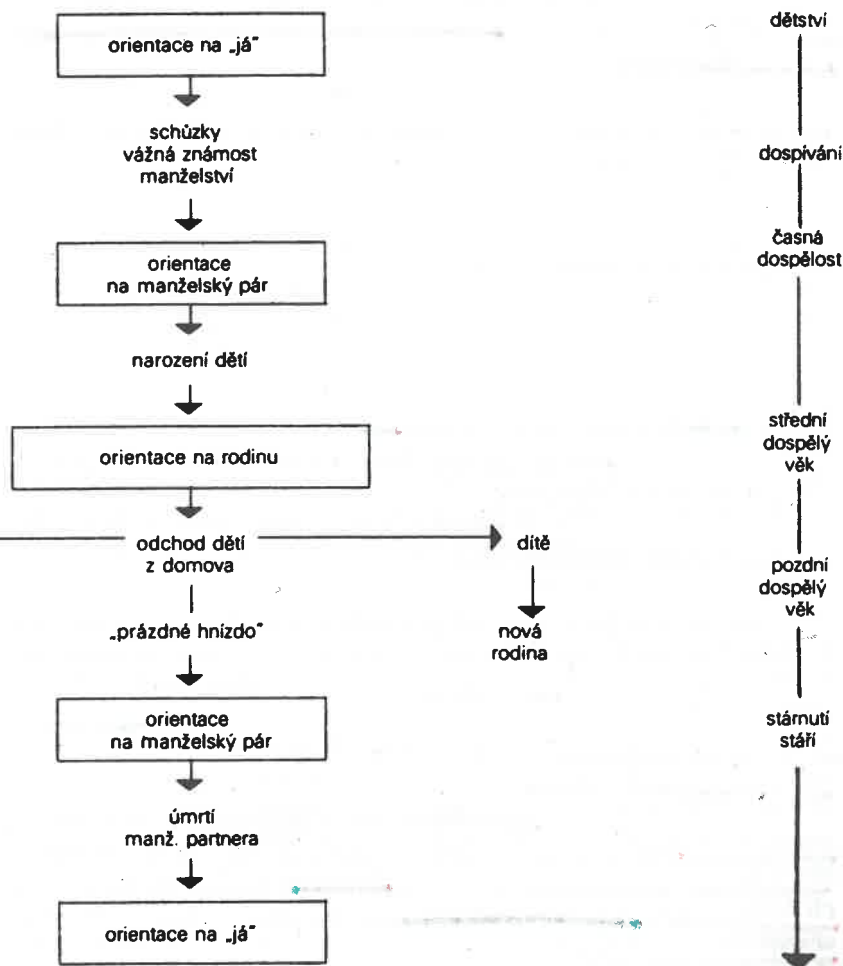 orientace na „já“
schůzky
vážná známost
manželství
orientace
na manželský pár
narození dětí
orientace na rodinu
odchod dětí
z domova
„prázdné hnízdo“
orientace
na manželský pár
úmrtí
manž. partnera
orientace na „já“
dítě
nová
rodina
dětství
dospívání
časná
dospělost
střední
dospělý
věk
pozdní
dospělý
věk
stárnutí
stáří